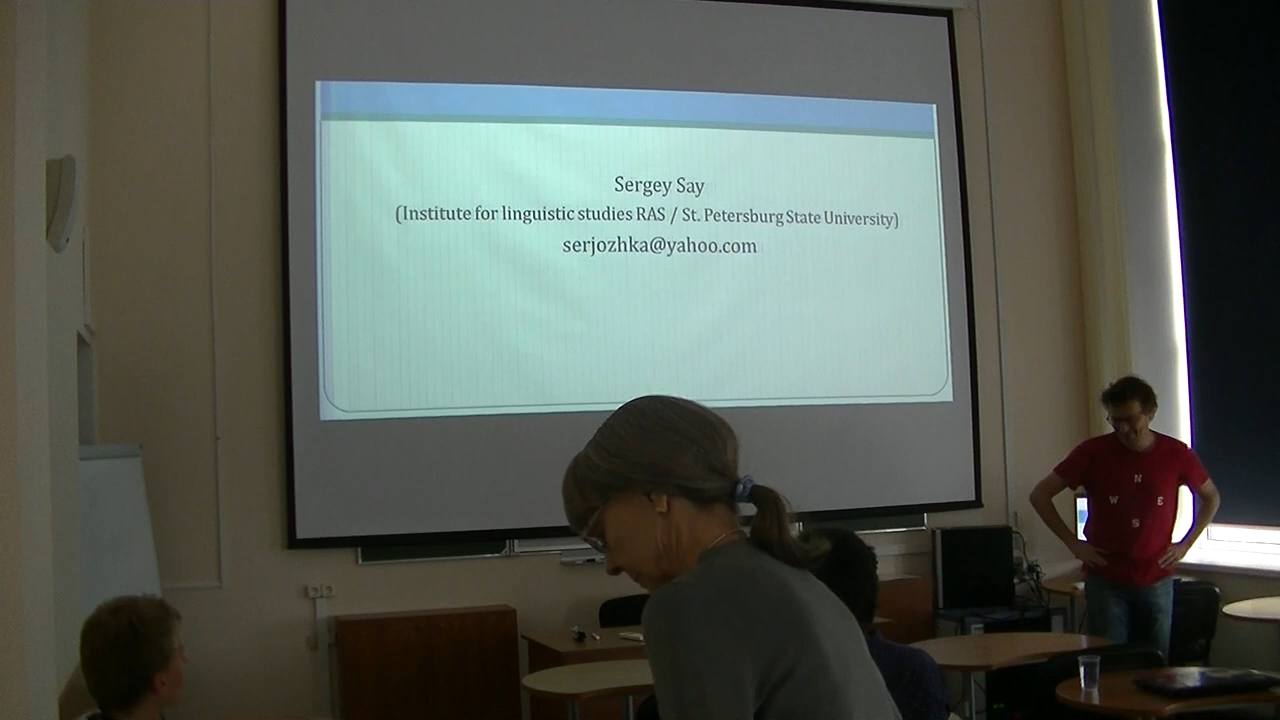 Sergey Say
(Institute for linguistic studies RAS / St. Petersburg State University)
serjozhka@yahoo.com
N
W E
S